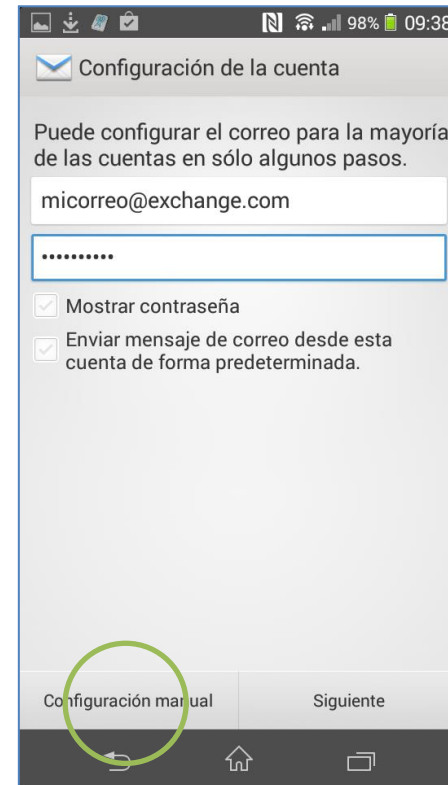 98% 09:38
Configuración de la cuenta
Puede configurar el correo para la mayoría
de las cuentas en sólo algunos pasos.
micorreo@exchange.com
••••••••••
Mostrar contraseña
Enviar mensaje de correo desde esta
cuenta de forma predeterminada.
Configuración manual Siguiente